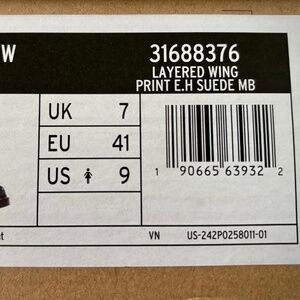 W 31688376
LAYERED WING
PRINT E.H SUEDE MB
UK 7
EU 41
US 9
1 90665 63932 2
VN US-242P0258011-01